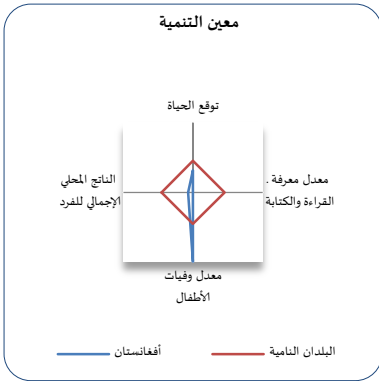 معين التنمية
توقع الحياة
معدل معرفة .
القراءة والكتابة
الناتج المحلي
الإجمالي للفرد
معدل وفيات
الأطفال
البلدان النامية
أفغانستان